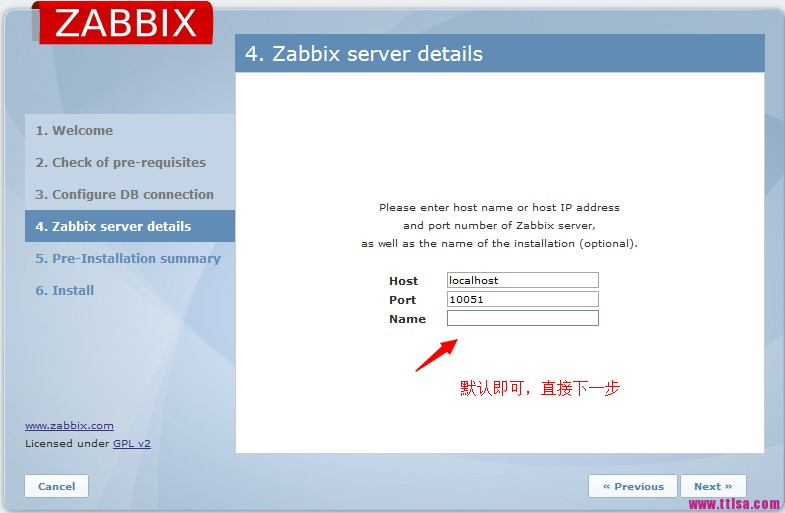 ZABBIX
4. Zabbix server details
1. Welcome
2. Check of pre-requisites
3. Configure DB connection
4. Zabbix server details
5. Pre-Installation summary
6. Install
Please enter host name or host IP address
and port number of Zabbix server,
as well as the name of the installation (optional).
Host localhost
Port 10051
Name
默认即可，直接下一步
www.zabbix.com
Licensed under GPL v2
Cancel
« Previous
Next »
www.ttlsa.com